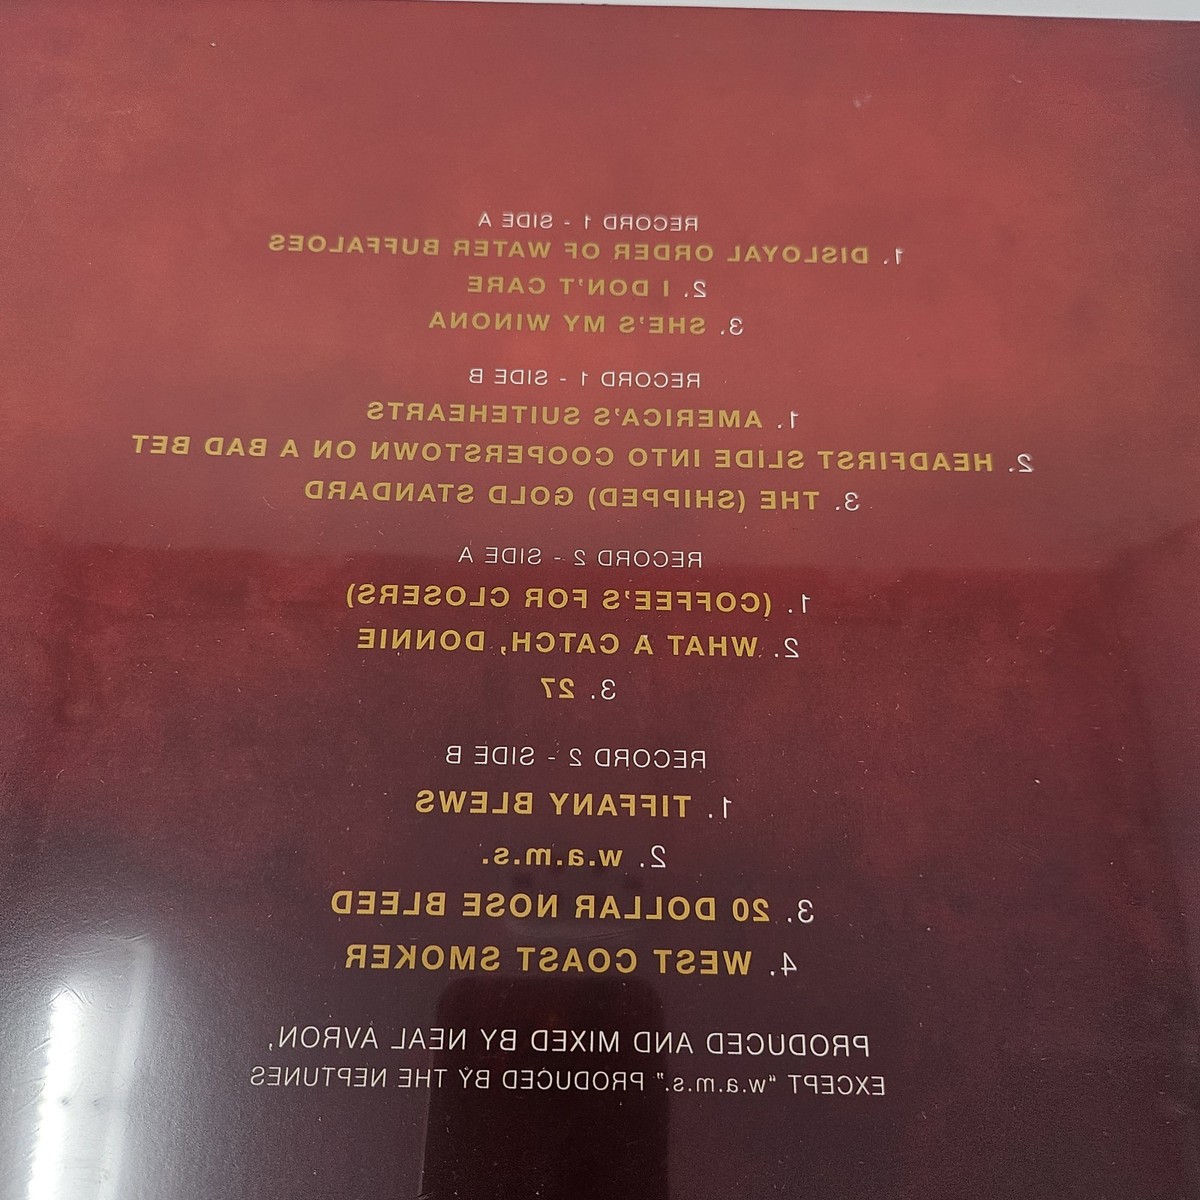 RECORD 1 - SIDE A
1. DISLOYAL ORDER OF WATER BUFFALOES
2. I DON'T CARE
3. SHE'S MY WINONA
RECORD 1 - SIDE B
1. AMERICA'S SUITEHEARTS
2. HEADFIRST SLIDE INTO COOPERSTOWN ON A BAD BET
3. THE (SHIPPED) GOLD STANDARD
RECORD 2 - SIDE A
1. (COFFEE'S FOR CLOSERS)
2. WHAT A CATCH, DONNIE
3. 27
RECORD 2 - SIDE B
1. TIFFANY BLEWS
2. w.a.m.s.
3. 20 DOLLAR NOSE BLEED
4. WEST COAST SMOKER
PRODUCED AND MIXED BY NEAL AVRON,
EXCEPT "w.a.m.s." PRODUCED BY THE NEPTUNES